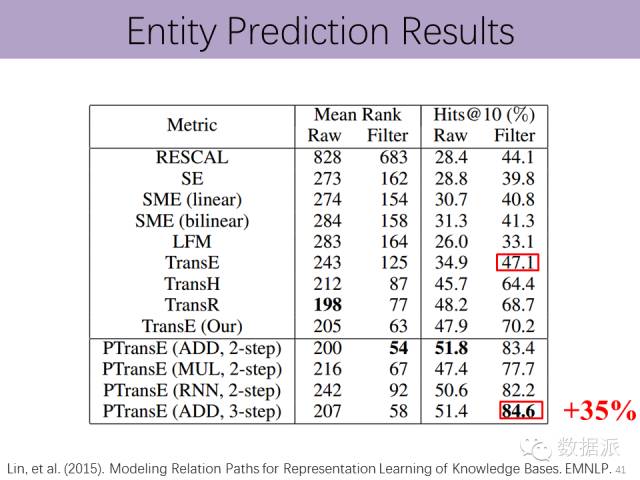 Entity Prediction Results
Metric Mean Rank Hits@10 (%)
Raw Filter Raw Filter
RESCAL 828 683 28.4 44.1
SE 273 162 28.8 39.8
SME (linear) 274 154 30.7 40.8
SME (bilinear) 284 158 31.3 41.3
LFM 283 164 26.0 33.1
TransE 243 125 34.9 47.1
TransH 212 87 45.7 64.4
TransR 198 77 48.2 68.7
TransE (Our) 205 63 47.9 70.2
PTransE (ADD, 2-step) 200 54 51.8 83.4
PTransE (MUL, 2-step) 216 67 47.4 77.7
PTransE (RNN, 2-step) 242 92 50.6 82.2
PTransE (ADD, 3-step) 207 58 51.4 84.6 +35%
数据派
Lin, et al. (2015). Modeling Relation Paths for Representation Learning of Knowledge Bases. EMNLP. 41